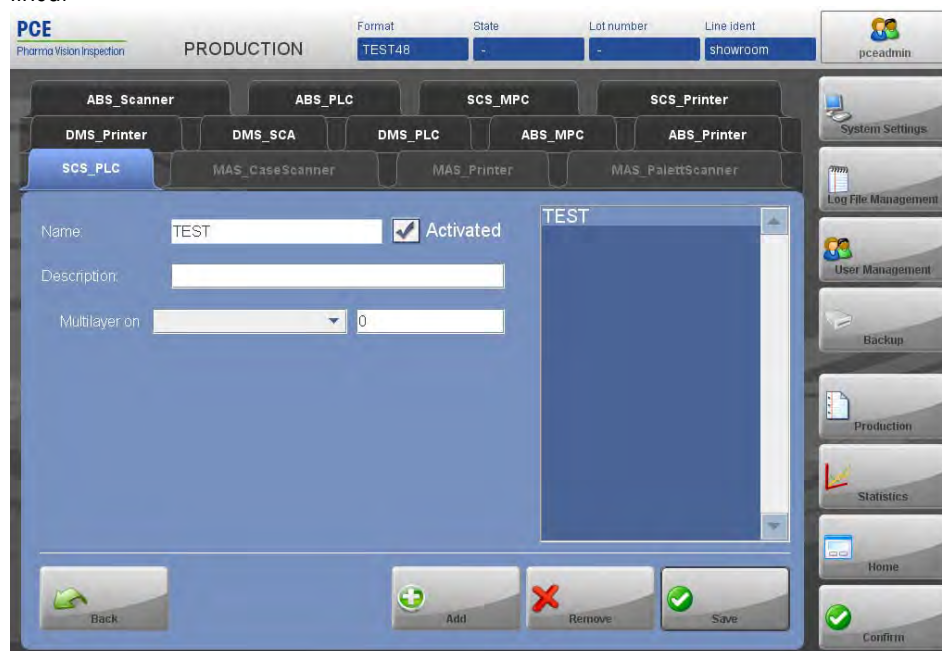 PCE
Pharma Vision Inspection
PRODUCTION
Format
State
Lot number
Line ident
TEST48
-
-
showroom
pceadmin
ABS_Scanner
ABS_PLC
SCS_MPC
SCS_Printer
DMS_Printer
DMS_SCA
DMS_PLC
ABS_MPC
ABS_Printer
SCS_PLC
MAS_CaseScanner
MAS_Printer
MAS_PalettScanner
Name:
TEST
Activated
Description:
Multilayer on
0
TEST
Back
Add
Remove
Save
System Settings
Log File Management
User Management
Backup
Production
Statistics
Home
Confirm